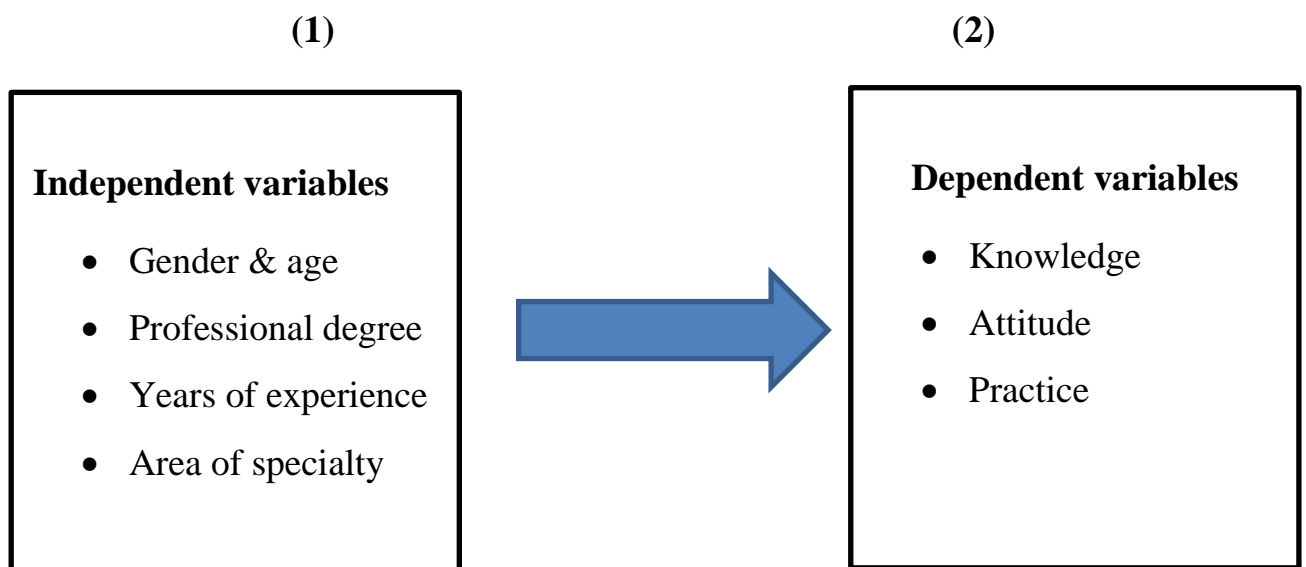 (1)
(2)
Independent variables
• Gender & age
• Professional degree
• Years of experience
• Area of specialty
Dependent variables
• Knowledge
• Attitude
• Practice